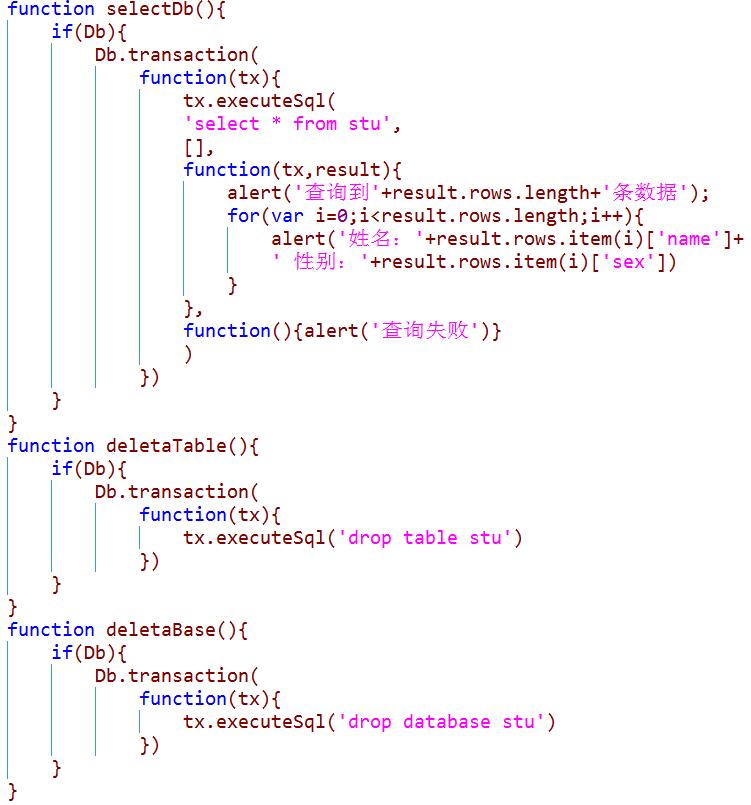 function selectDb(){
    if(Db){
        Db.transaction(
            function(tx){
                tx.executeSql(
                'select * from stu',
                [],
                function(tx,result){
                    alert('查询到'+result.rows.length+'条数据');
                    for(var i=0;i<result.rows.length;i++){
                        alert('姓名：'+result.rows.item(i)['name']+
                        ' 性别：'+result.rows.item(i)['sex'])
                    }
                },
                function(){alert('查询失败')}
                )
            })
    }
}
function deletaTable(){
    if(Db){
        Db.transaction(
            function(tx){
                tx.executeSql('drop table stu')
            })
    }
}
function deletaBase(){
    if(Db){
        Db.transaction(
            function(tx){
                tx.executeSql('drop database stu')
            })
    }
}